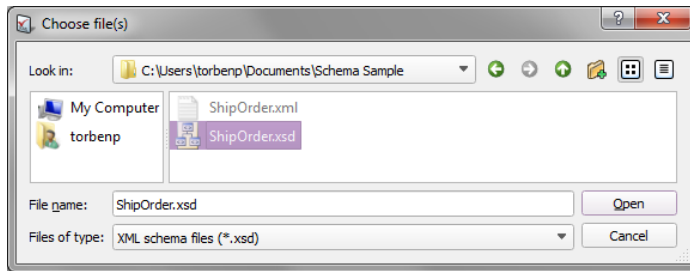 Choose file(s)
Look in: C:\Users\torbenp\Documents\Schema Sample
My Computer
torbenp
ShipOrder.xml
ShipOrder.xsd
File name: ShipOrder.xsd Open
Files of type: XML schema files (*.xsd) Cancel